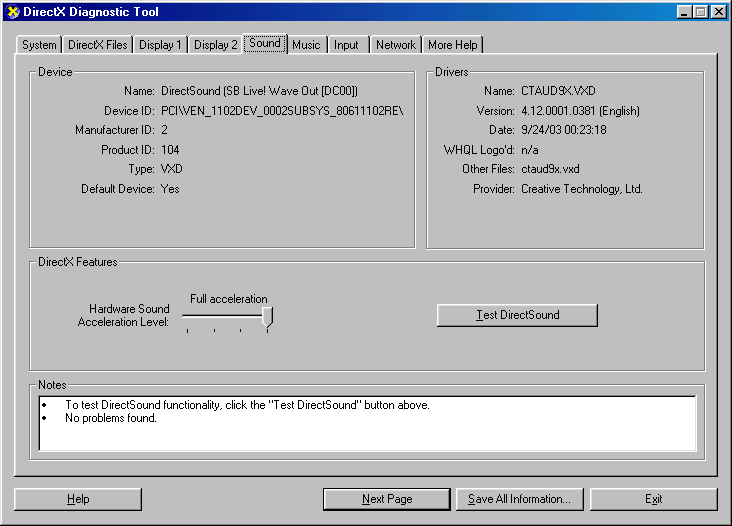 DirectX Diagnostic Tool
System DirectX Files Display 1 Display 2 Sound Music Input Network More Help
Device
Name: DirectSound (SB Live! Wave Out [DC00])
Device ID: PCI\VEN_1102DEV_0002SUBSYS_80611102RE\
Manufacturer ID: 2
Product ID: 104
Type: VXD
Default Device: Yes
Drivers
Name: CTAUD9X.VXD
Version: 4.12.0001.0381 (English)
Date: 9/24/03 00:23:18
WHQL Logo'd: n/a
Other Files: ctaud9x.vxd
Provider: Creative Technology, Ltd.
DirectX Features
Hardware Sound
Acceleration Level:
Full acceleration
Test DirectSound
Notes
• To test DirectSound functionality, click the "Test DirectSound" button above.
• No problems found.
Help Next Page Save All Information... Exit